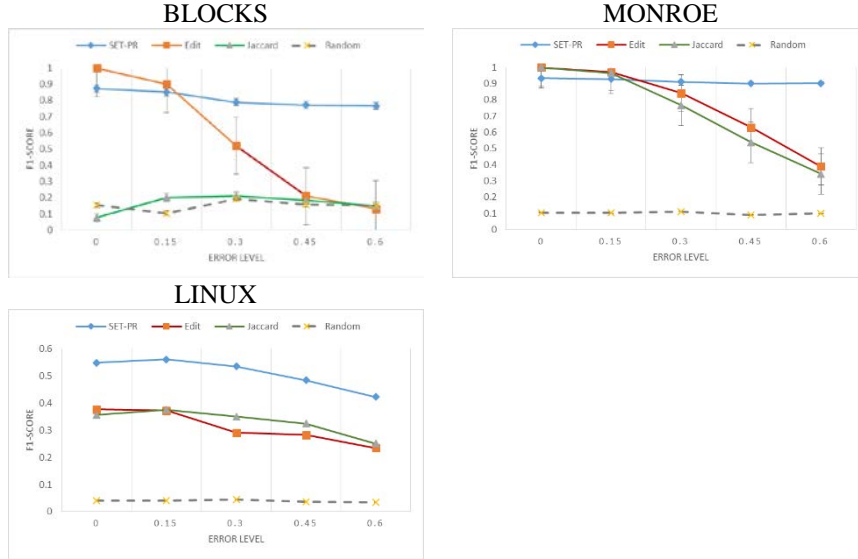 BLOCKS
SET-PR Edit Jaccard Random
1
0.9
0.8
0.7
0.6
0.5
0.4
0.3
0.2
0.1
0
F1-SCORE
0 0.15 0.3 0.45 0.6
ERROR LEVEL
MONROE
SET-PR Edit Jaccard Random
1
0.9
0.8
0.7
0.6
0.5
0.4
0.3
0.2
0.1
0
F1-SCORE
0 0.15 0.3 0.45 0.6
ERROR LEVEL
LINUX
SET-PR Edit Jaccard Random
0.6
0.5
0.4
0.3
0.2
0.1
0
F1-SCORE
0 0.15 0.3 0.45 0.6
ERROR LEVEL